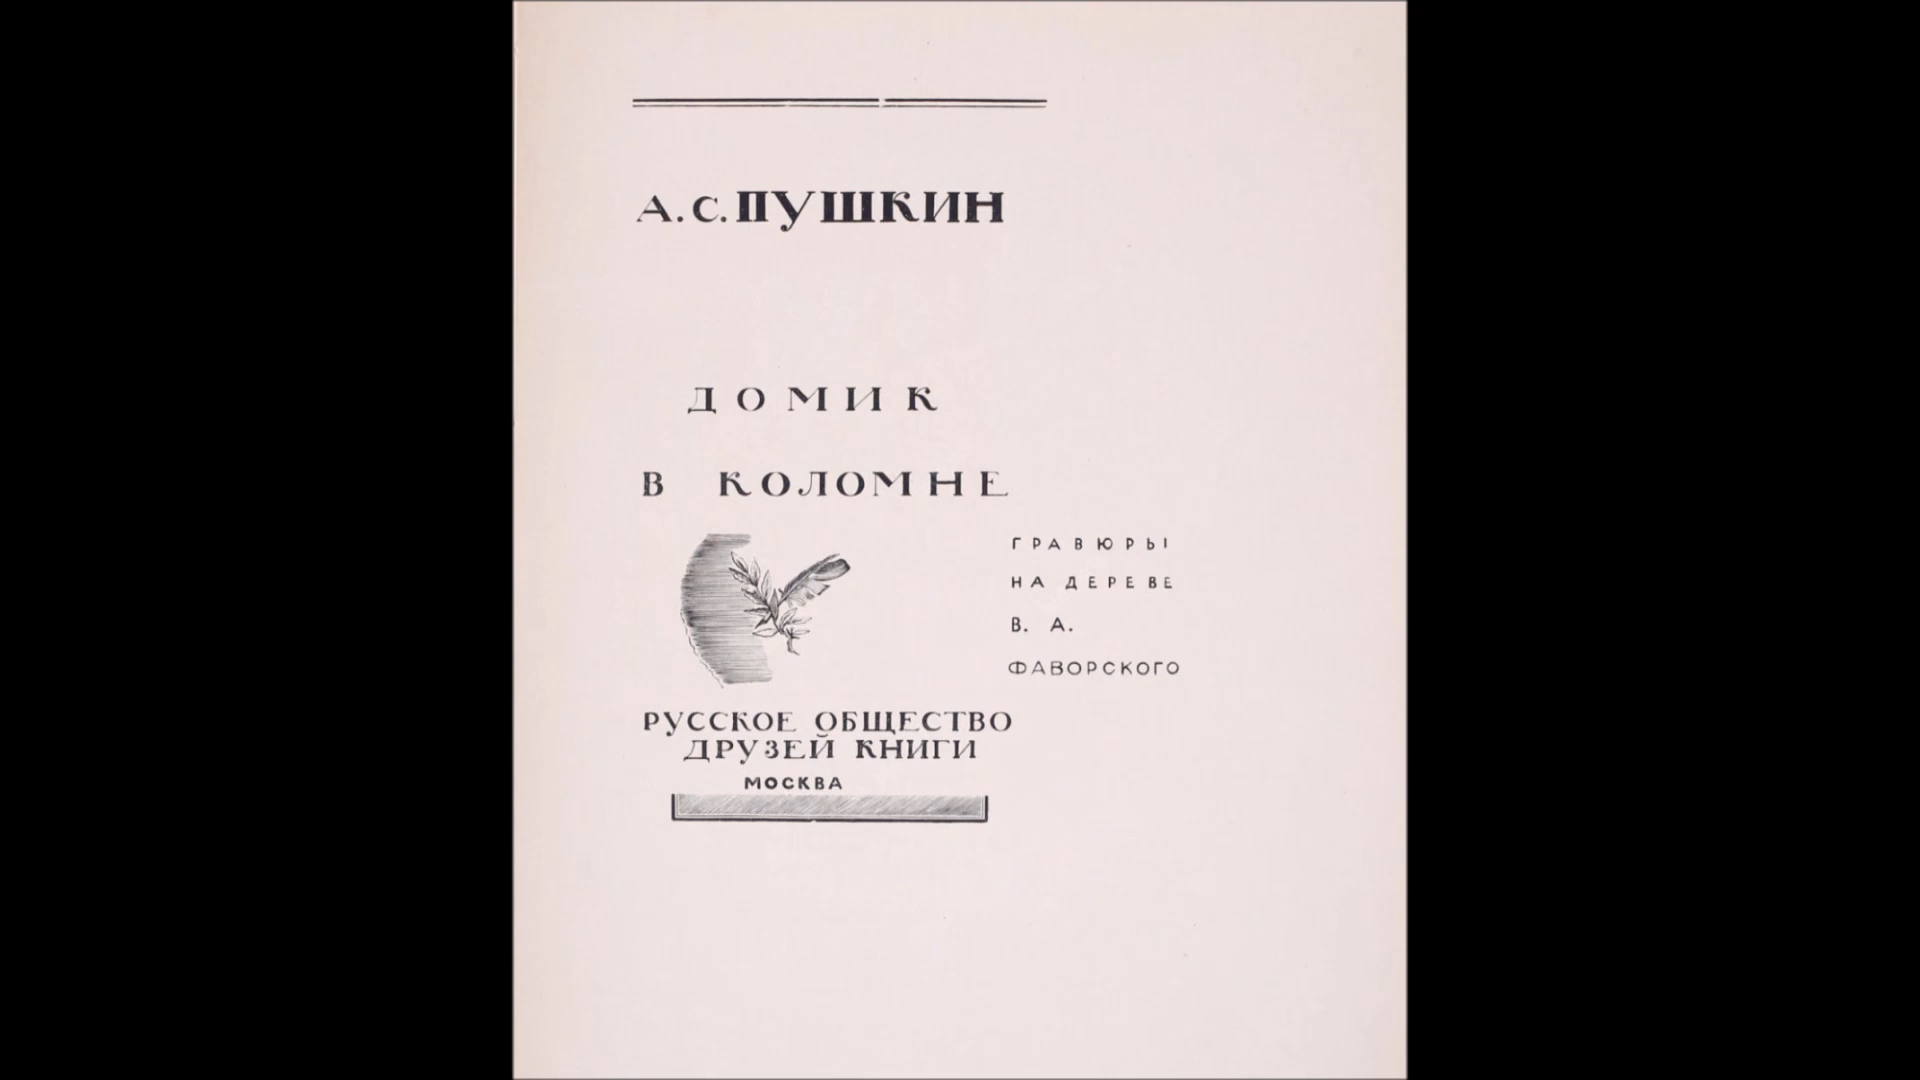 А.С.ПУШКИН
ДОМИК
В КОЛОМНЕ
ГРАВЮРЫ
НА ДЕРЕВЕ
В. А.
ФАВОРСКОГО
РУССКОЕ ОБЩЕСТВО
ДРУЗЕЙ КНИГИ
МОСКВА